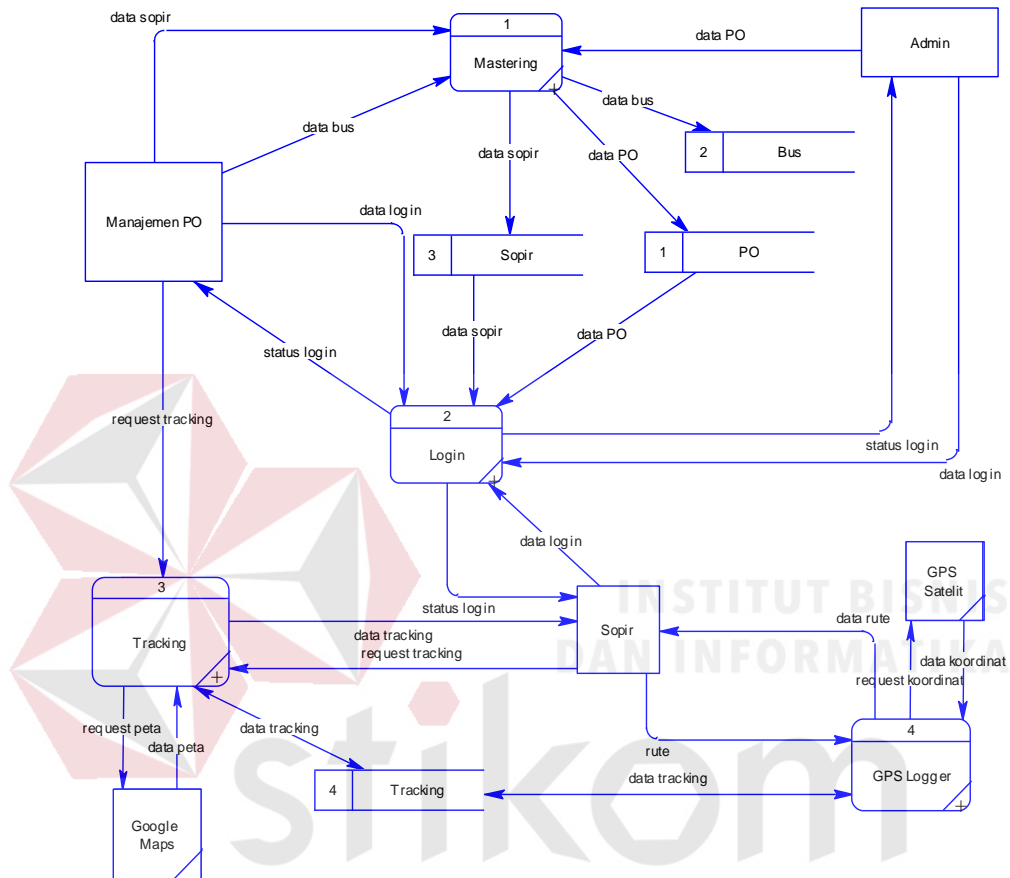 data sopir
1
Mastering
data PO
Admin
data bus
data bus
2
Bus
data sopir
data PO
Manajemen PO
data login
3
Sopir
1
PO
data sopir
data PO
status login
request tracking
2
Login
status login
data login
data login
GPS
Satelit
INSTITUT BISNIS
DAN INFORMATIKA
3
Tracking
status login
data tracking
request tracking
Sopir
data rute
data koordinat
request koordinat
request peta
data peta
data tracking
rute
4
GPS Logger
data tracking
4
Tracking
stikom
Google
Maps